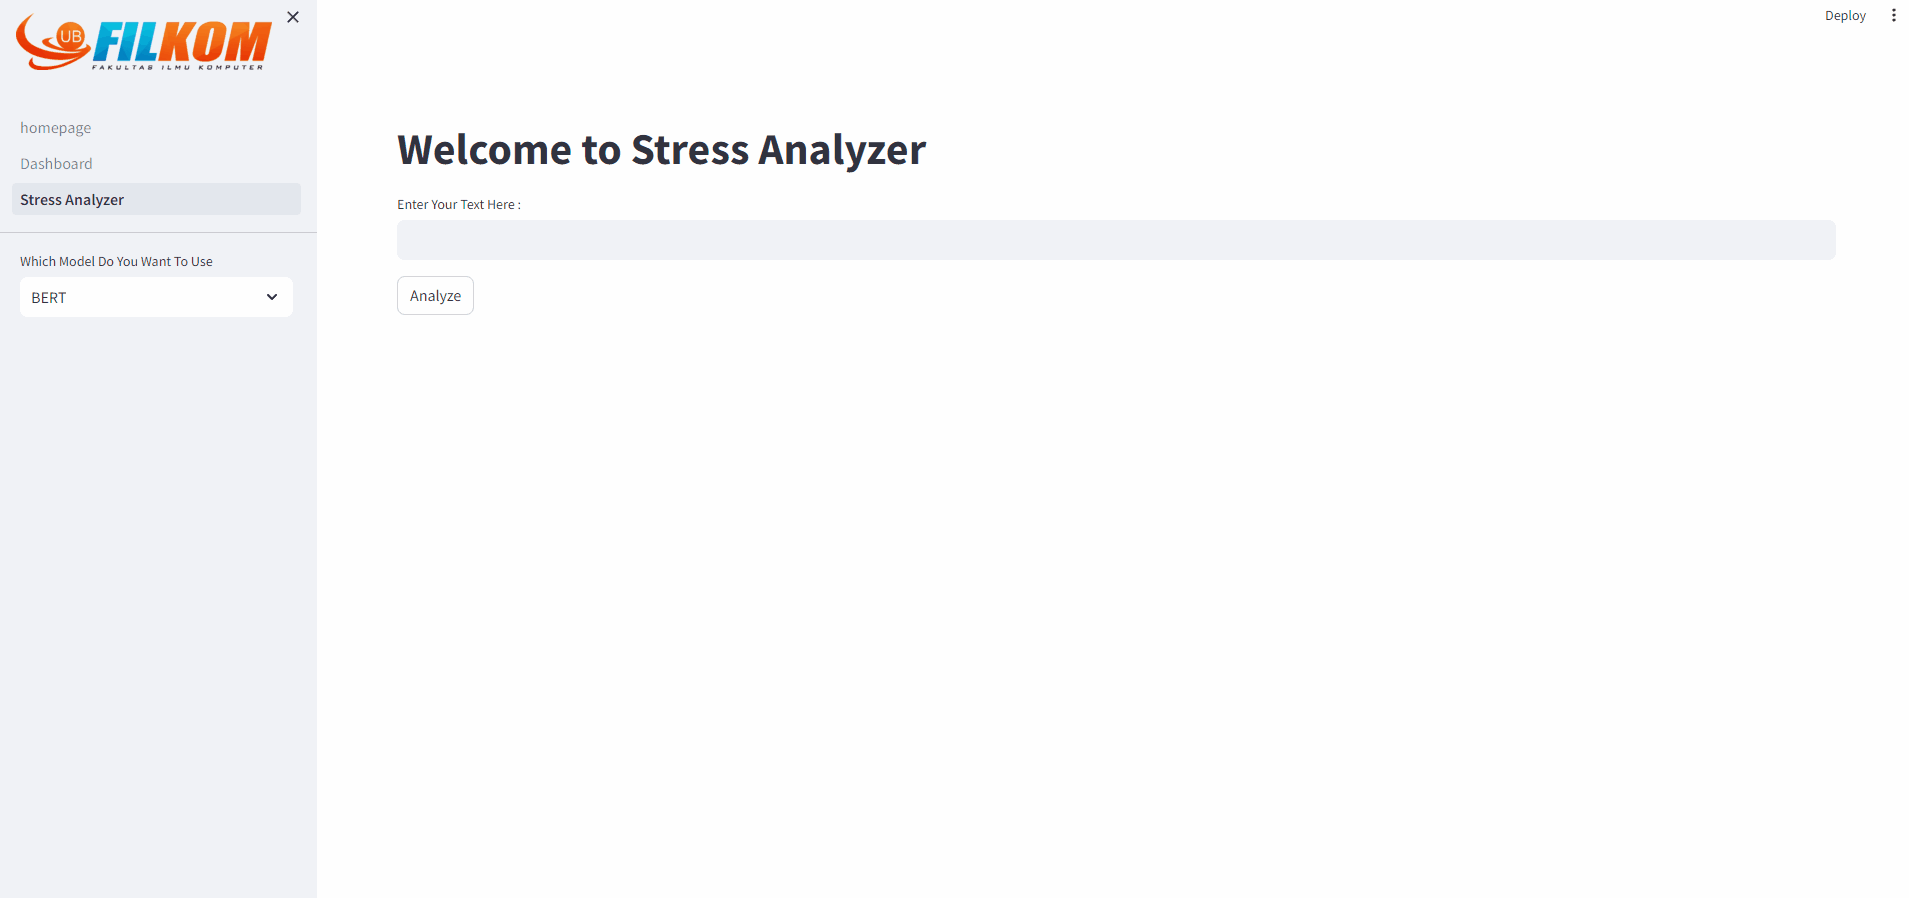 UB FILKOM
FAKULTAS ILMU KOMPUTER
homepage
Dashboard
Stress Analyzer
Which Model Do You Want To Use
BERT
Deploy
Welcome to Stress Analyzer
Enter Your Text Here :
Analyze